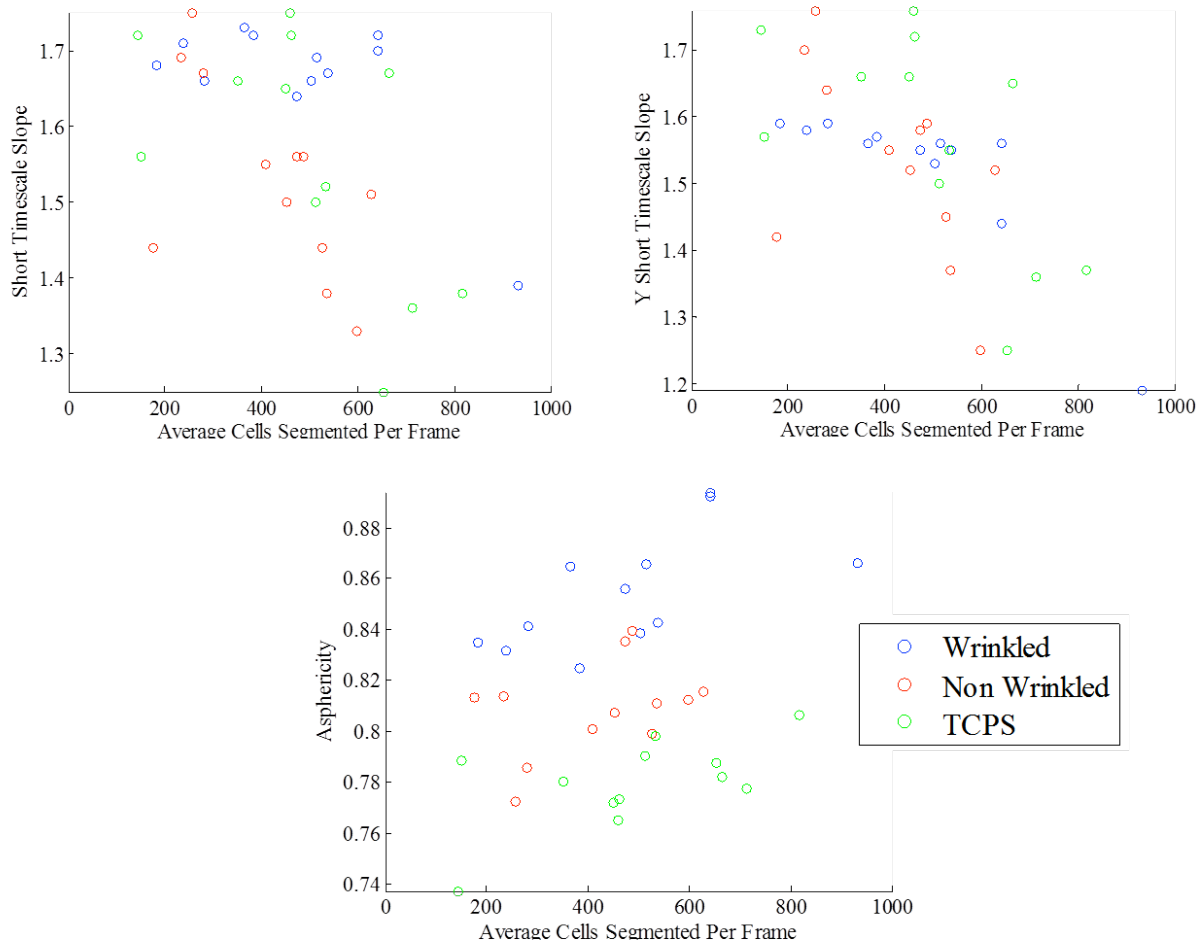 1.7
1.6
1.5
1.4
1.3
Short Timescale Slope
0 200 400 600 800 1000
Average Cells Segmented Per Frame
1.7
1.6
1.5
1.4
1.3
1.2
Y Short Timescale Slope
0 200 400 600 800 1000
Average Cells Segmented Per Frame
0.88
0.86
0.84
0.82
0.8
0.78
0.76
0.74
Asphericity
0 200 400 600 800 1000
Average Cells Segmented Per Frame
Wrinkled
Non Wrinkled
TCPS